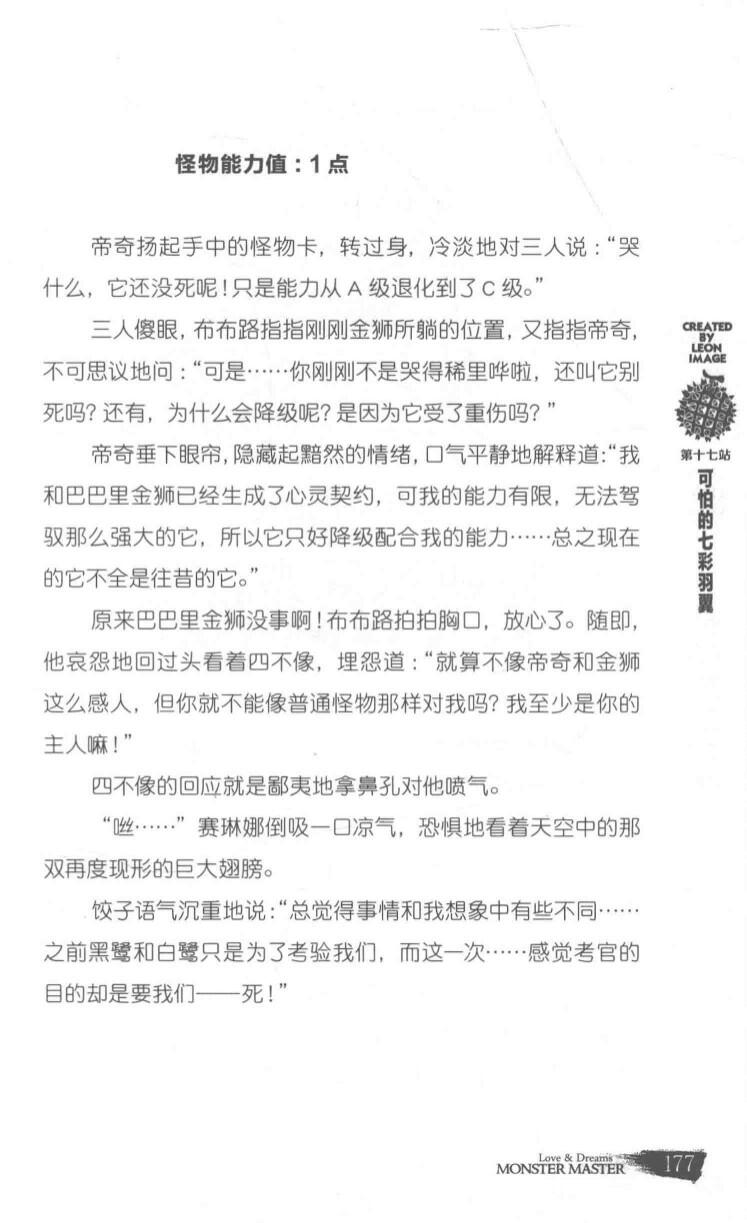 怪物能力值：1点
帝奇扬起手中的怪物卡，转过身，冷淡地对三人说：“哭
什么，它还没死呢！只是能力从 A 级退化到了 C 级。”
三人傻眼，布布路指指刚刚金狮所躺的位置，又指指帝奇，
不可思议地问：“可是……你刚刚不是哭得稀里哗啦，还叫它别
死吗？还有，为什么会降级呢？是因为它受了重伤吗？”
帝奇垂下眼帘，隐藏起黯然的情绪，口气平静地解释道：“我
和巴巴里金狮已经生成了心灵契约，可我的能力有限，无法驾
驭那么强大的它，所以它只好降级配合我的能力……总之现在
的它不全是往昔的它。”
原来巴巴里金狮没事啊！布布路拍拍胸口，放心了。随即，
他哀怨地回过头看着四不像，埋怨道：“就算不像帝奇和金狮
这么感人，但你就不能像普通怪物那样对我吗？我至少是你的
主人嘛！”
四不像的回应就是鄙夷地拿鼻孔对他喷气。
“咝……”赛琳娜倒吸一口凉气，恐惧地看着天空中的那
双再度现形的巨大翅膀。
饺子语气沉重地说：“总觉得事情和我想象中有些不同……
之前黑鹭和白鹭只是为了考验我们，而这一次……感觉考官的
目的却是要我们——死！”
CREATED
BY
LEON
IMAGE
第十七站
可怕的七彩羽翼
Love & Dreams
MONSTER MASTER
177